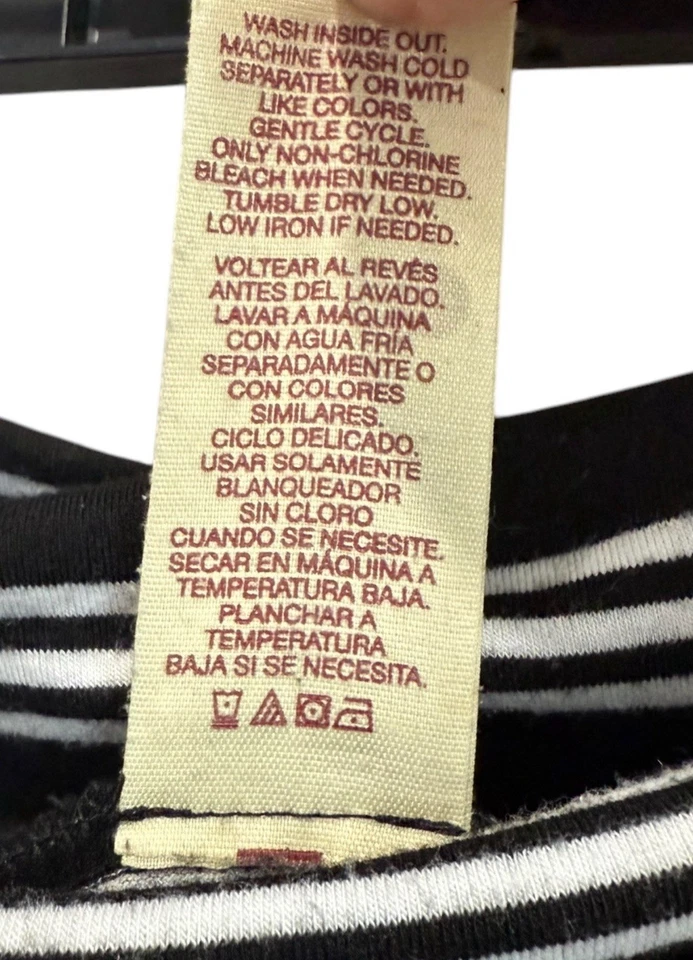 WASH INSIDE OUT.
MACHINE WASH COLD
SEPARATELY OR WITH
LIKE COLORS.
GENTLE CYCLE.
ONLY NON-CHLORINE
BLEACH WHEN NEEDED.
TUMBLE DRY LOW.
LOW IRON IF NEEDED.
VOLTEAR AL REVÉS
ANTES DEL LAVADO.
LAVAR A MÁQUINA
CON AGUA FRÍA
SEPARADAMENTE O
CON COLORES
SIMILARES.
CICLO DELICADO.
USAR SOLAMENTE
BLANQUEADOR
SIN CLORO
CUANDO SE NECESITE.
SECAR EN MÁQUINA A
TEMPERATURA BAJA.
PLANCHAR A
TEMPERATURA
BAJA SI SE NECESITA.